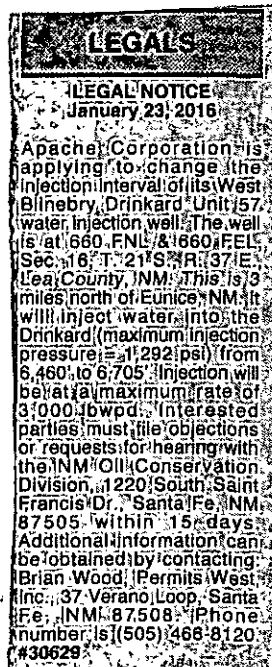 LEGALS
LEGAL NOTICE
January 23, 2016
Apache Corporation is
applying to change the
injection interval of its West
Blinebry Drinkard Unit 57
water injection well. The well
is at 660 FNL & 660 FEL,
Sec. 16, T. 21 S., R. 37 E.,
Lea County, NM. This is 3
miles north of Eunice, NM. It
will inject water into the
Drinkard (maximum injection
pressure = 1,292 psi) from
6,460' to 6,705'. Injection will
be at a maximum rate of
3,000 bwpd. Interested
parties must file objections
or requests for hearing with
the NM Oil Conservation
Division, 1220 South Saint
Francis Dr., Santa Fe, NM
87505 within 15 days.
Additional information can
be obtained by contacting:
Brian Wood, Permits West,
Inc., 37 Verano Loop, Santa
Fe, NM 87508. Phone
number is (505) 466-8120.
#30629